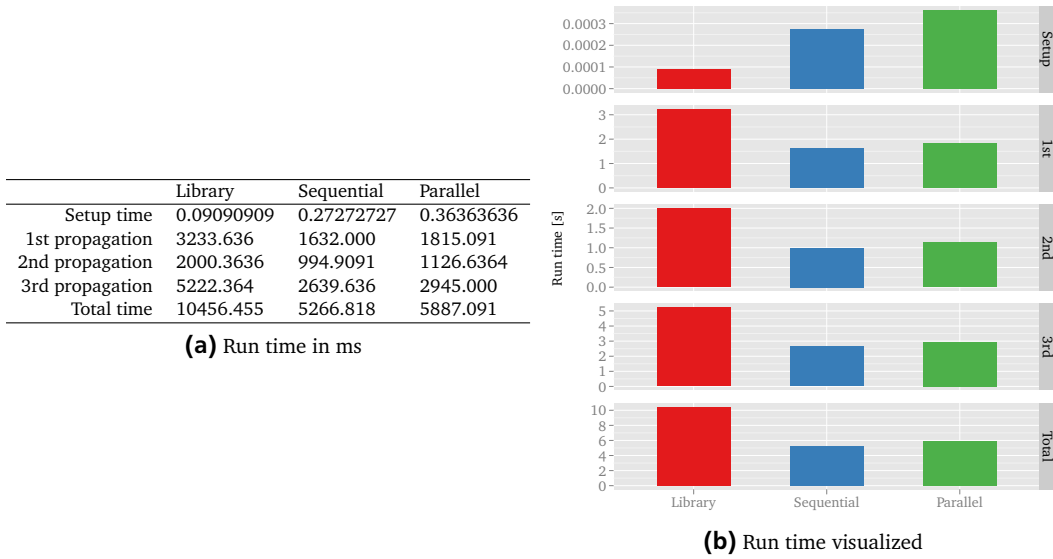 Library Sequential Parallel
Setup time 0.09090909 0.27272727 0.36363636
1st propagation 3233.636 1632.000 1815.091
2nd propagation 2000.3636 994.9091 1126.6364
3rd propagation 5222.364 2639.636 2945.000
Total time 10456.455 5266.818 5887.091
(a) Run time in ms
Run time [s]
0.0003
0.0002
0.0001
0.0000
Setup
3
2
1
0
1st
2.0
1.5
1.0
0.5
0.0
2nd
5
4
3
2
1
0
3rd
10
8
6
4
2
0
Total
Library Sequential Parallel
(b) Run time visualized